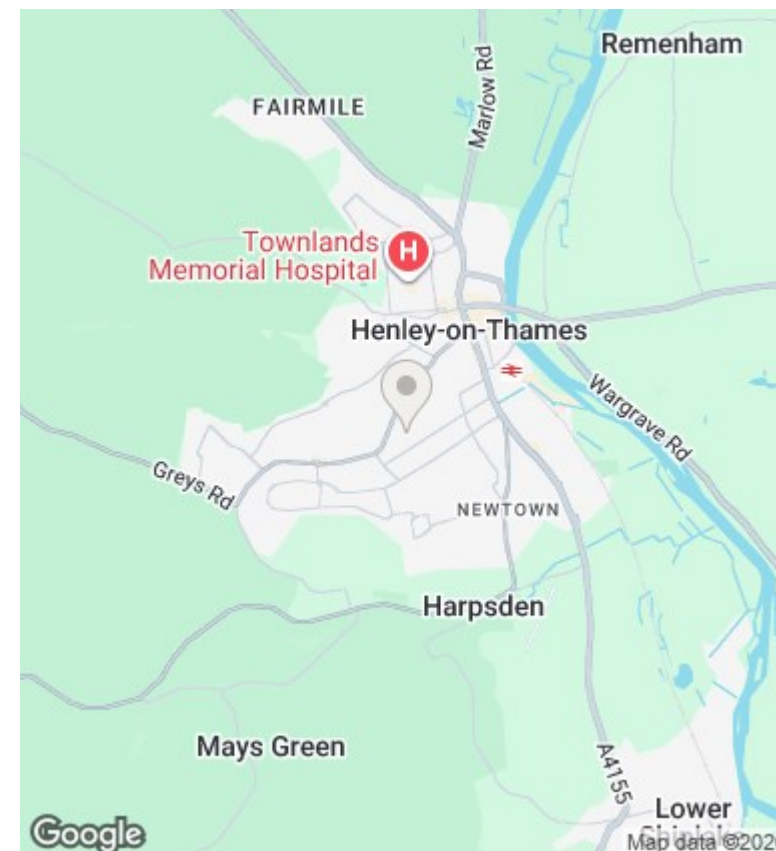 Remenham
FAIRMILE
Marlow Rd
Townlands
Memorial Hospital
H
Henley-on-Thames
Wargrave Rd
Greys Rd
NEWTOWN
Harpsden
Mays Green
A4155
Lower
Google
Map data ©202